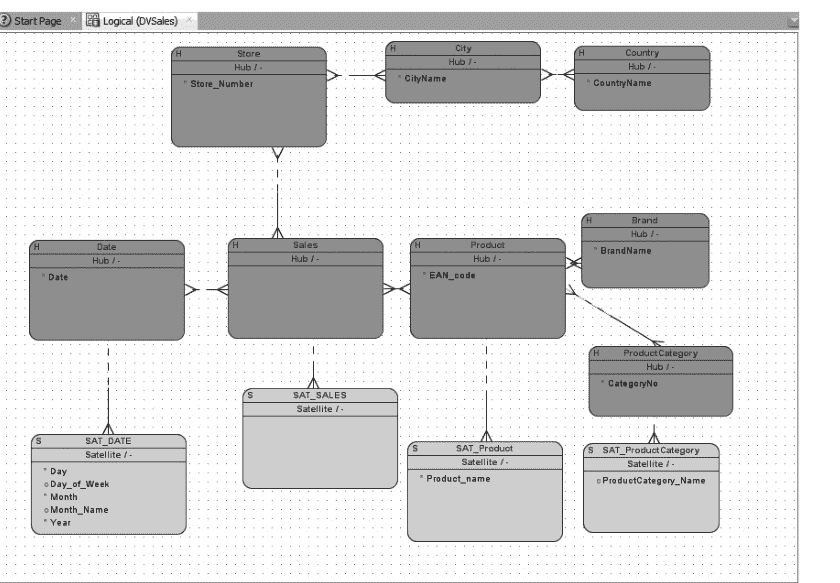 Start Page
Logical (DVSales)
H Store
Hub / -
* Store_Number
H City
Hub / -
* CityName
H Country
Hub / -
* CountryName
H Date
Hub / -
* Date
H Sales
Hub / -
H Product
Hub / -
* EAN_code
H Brand
Hub / -
* BrandName
H ProductCategory
Hub / -
* CategoryNo
S SAT_DATE
Satellite / -
* Day
o Day_of_Week
* Month
o Month_Name
* Year
S SAT_SALES
Satellite / -
S SAT_Product
Satellite / -
* Product_name
S SAT_ProductCategory
Satellite / -
o ProductCategory_Name